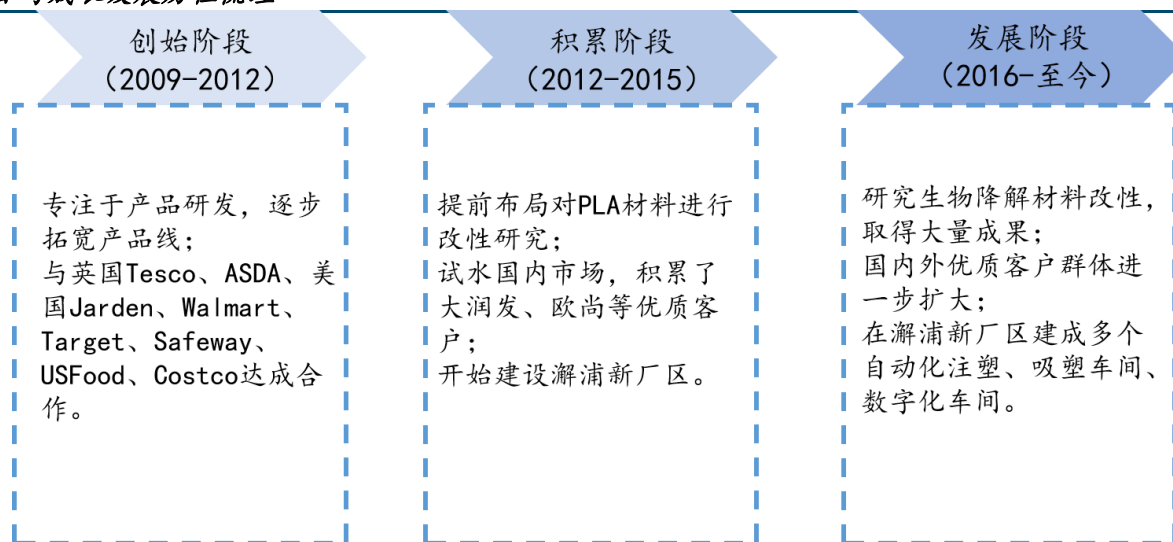 创始阶段
（2009-2012）
专注于产品研发，逐步
拓宽产品线；
与英国Tesco、ASDA、美
国Jarden、Walmart、
Target、Safeway、
USFood、Costco达成合
作。
积累阶段
（2012-2015）
提前布局对PLA材料进行
改性研究；
试水国内市场，积累了
大润发、欧尚等优质客
户；
开始建设澥浦新厂区。
发展阶段
（2016-至今）
研究生物降解材料改性，
取得大量成果；
国内外优质客户群体进
一步扩大；
在澥浦新厂区建成多个
自动化注塑、吸塑车间、
数字化车间。